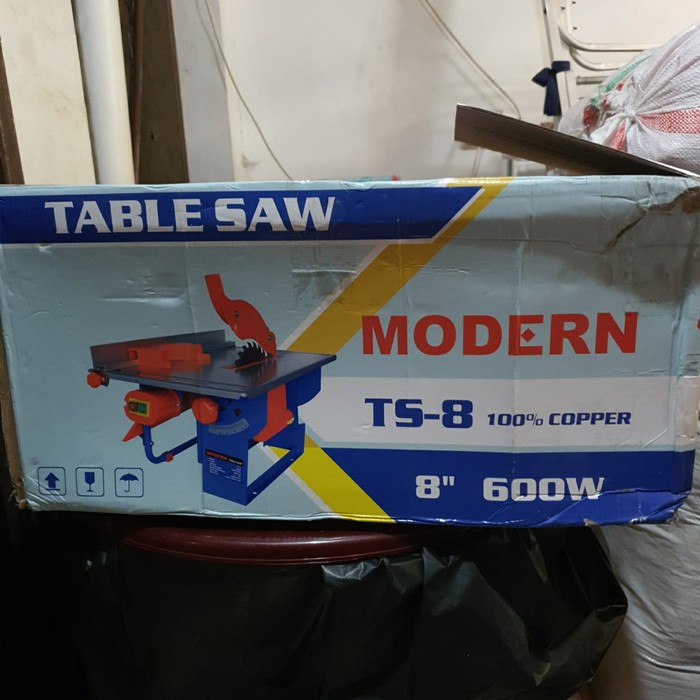 TABLE SAW
MODERN
TS-8 100% COPPER
8" 600W